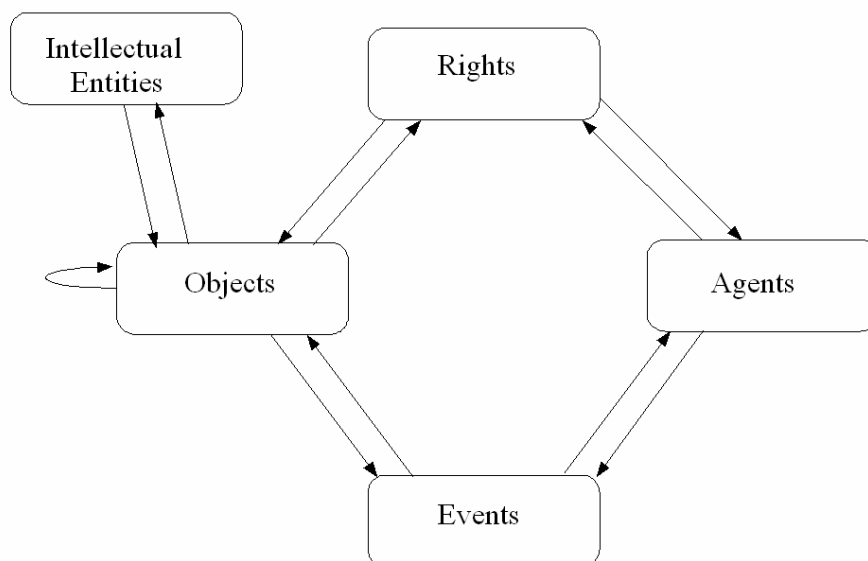 Intellectual
Entities
Rights
Objects
Agents
Events